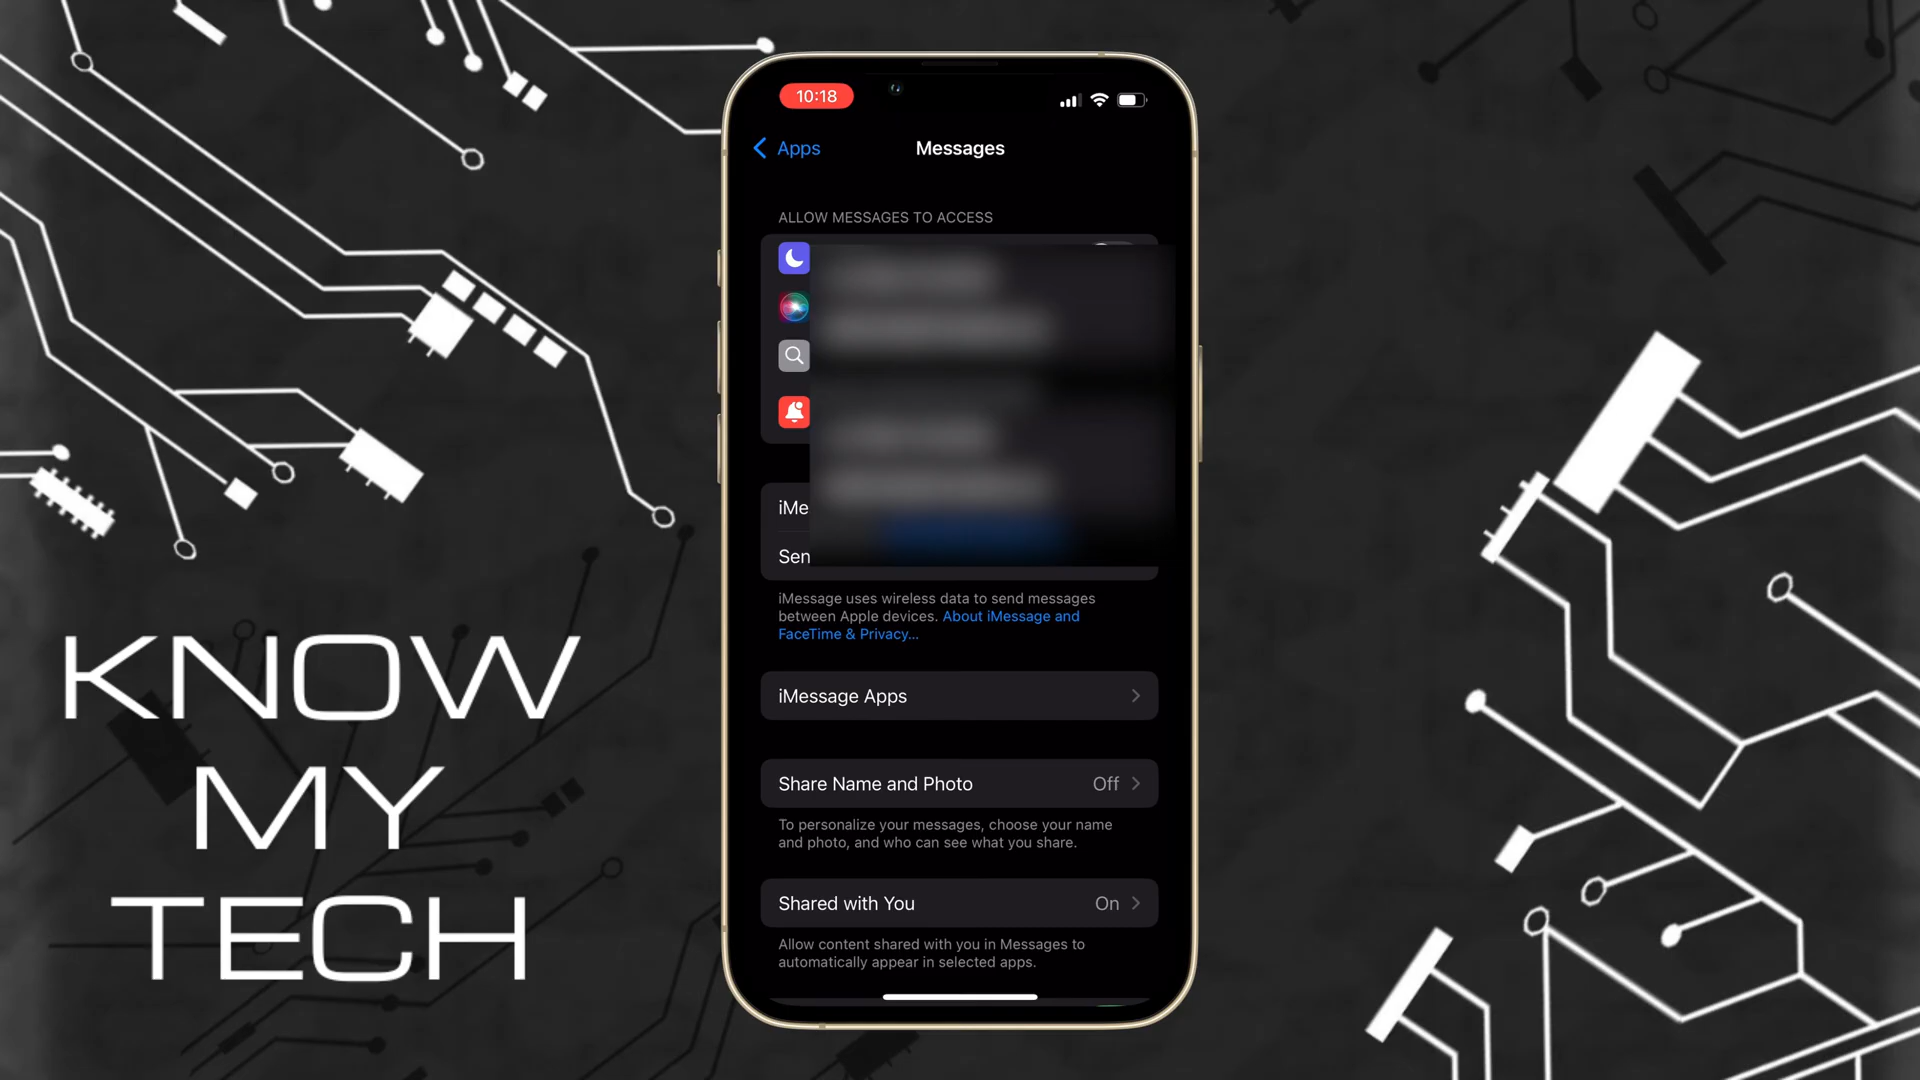 10:18
Apps
Messages
ALLOW MESSAGES TO ACCESS
iMe
Sen
iMessage uses wireless data to send messages
between Apple devices. About iMessage and
FaceTime & Privacy...
iMessage Apps
Share Name and Photo Off
To personalize your messages, choose your name
and photo, and who can see what you share.
Shared with You On
Allow content shared with you in Messages to
automatically appear in selected apps.
KNOW
MY
TECH